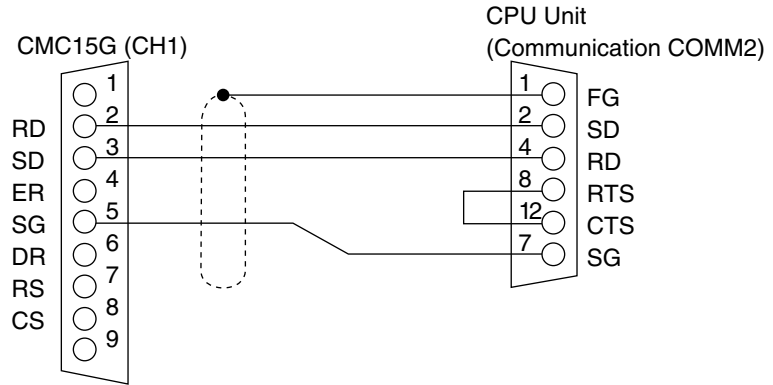 CPU Unit
CMC15G (CH1)
(Communication COMM2)
1
RD 2
SD 3
ER 4
SG 5
DR 6
RS 7
CS 8
9
1 FG
2 SD
4 RD
8 RTS
12 CTS
7 SG